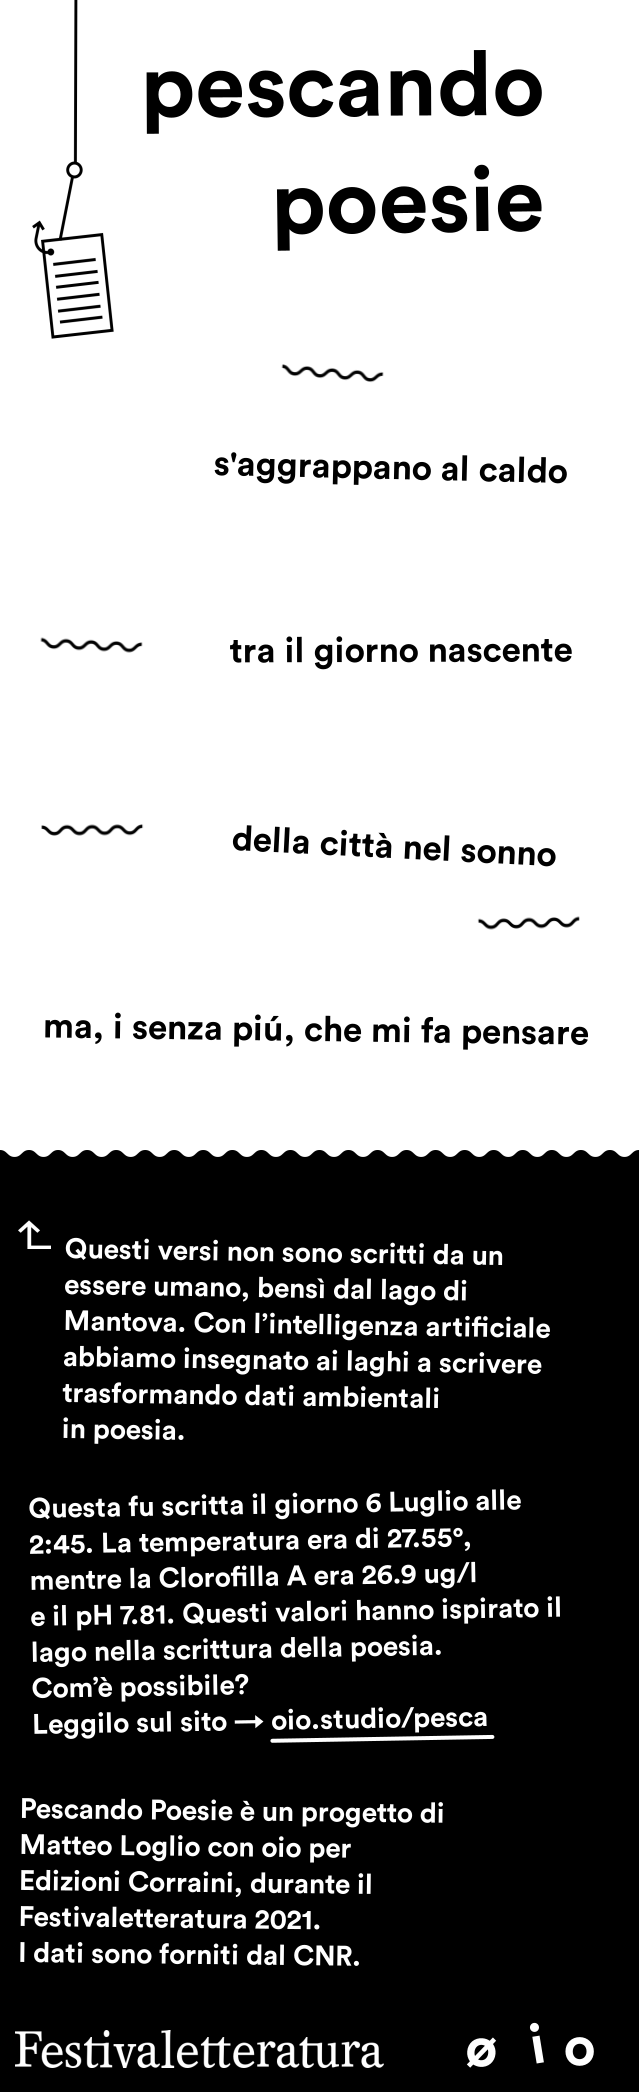 pescando
poesie
s'aggrappano al caldo
tra il giorno nascente
della città nel sonno
ma, i senza piú, che mi fa pensare
Questi versi non sono scritti da un
essere umano, bensì dal lago di
Mantova. Con l’intelligenza artificiale
abbiamo insegnato ai laghi a scrivere
trasformando dati ambientali
in poesia.
Questa fu scritta il giorno 6 Luglio alle
2:45. La temperatura era di 27.55°,
mentre la Clorofilla A era 26.9 ug/l
e il pH 7.81. Questi valori hanno ispirato il
lago nella scrittura della poesia.
Com’è possibile?
Leggilo sul sito → oio.studio/pesca
Pescando Poesie è un progetto di
Matteo Loglio con oio per
Edizioni Corraini, durante il
Festivaletteratura 2021.
I dati sono forniti dal CNR.
Festivaletteratura ø i o